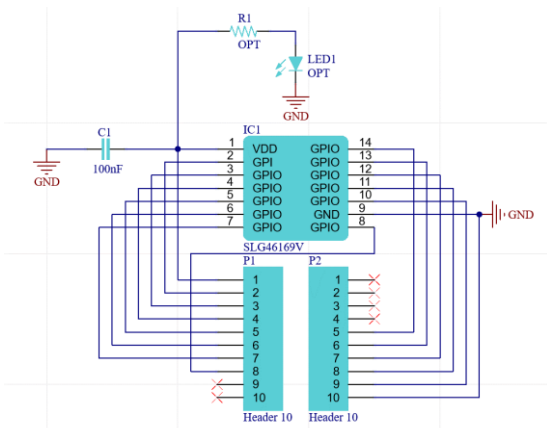 R1
OPT
LED1
OPT
GND
C1
100nF
GND
IC1
1 VDD GPIO 14
2 GPI GPIO 13
3 GPIO GPIO 12
4 GPIO GPIO 11
5 GPIO GPIO 10
6 GPIO GND 9
7 GPIO GPIO 8
GND
SLG46169V
P1 P2
1 1
2 2
3 3
4 4
5 5
6 6
7 7
8 8
9 9
10 10
Header 10 Header 10